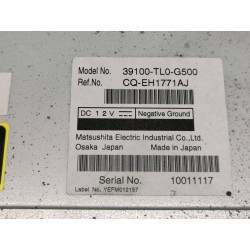 Model No. 39100-TL0-G500
Ref.No. CQ-EH1771AJ
DC 12V Negative Ground
Matsushita Electric Industrial Co.,Ltd.
Osaka Japan Made in Japan
Serial No. 10011117
Label No. YEFM012157